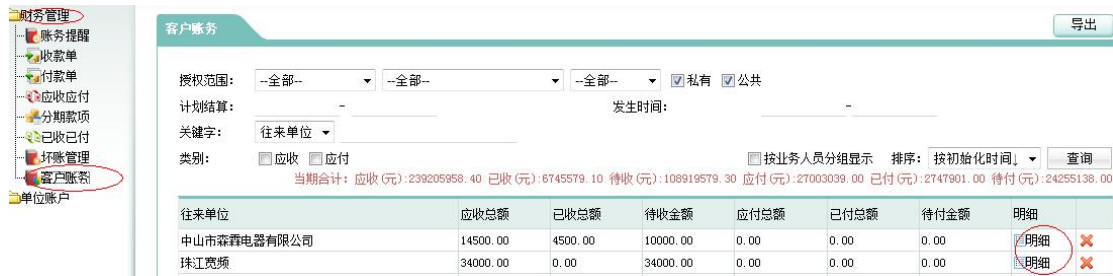 财务管理
账务提醒
收款单
付款单
应收应付
分期款项
已收已付
坏账管理
客户账务
单位账户
客户账务
导出
授权范围: --全部-- --全部-- --全部-- 私有 公共
计划结算: - 发生时间: -
关键字: 往来单位
类别: 应收 应付 按业务人员分组显示 排序: 按初始化时间↓ 查询
当期合计: 应收(元):239205958.40 已收(元):6745579.10 待收(元):108919579.30 应付(元):27003039.00 已付(元):2747901.00 待付(元):24255138.00
往来单位 应收总额 已收总额 待收金额 应付总额 已付总额 待付金额 明细
中山市森霖电器有限公司 14500.00 4500.00 10000.00 0.00 0.00 0.00 明细
珠江宽频 34000.00 0.00 34000.00 0.00 0.00 0.00 明细